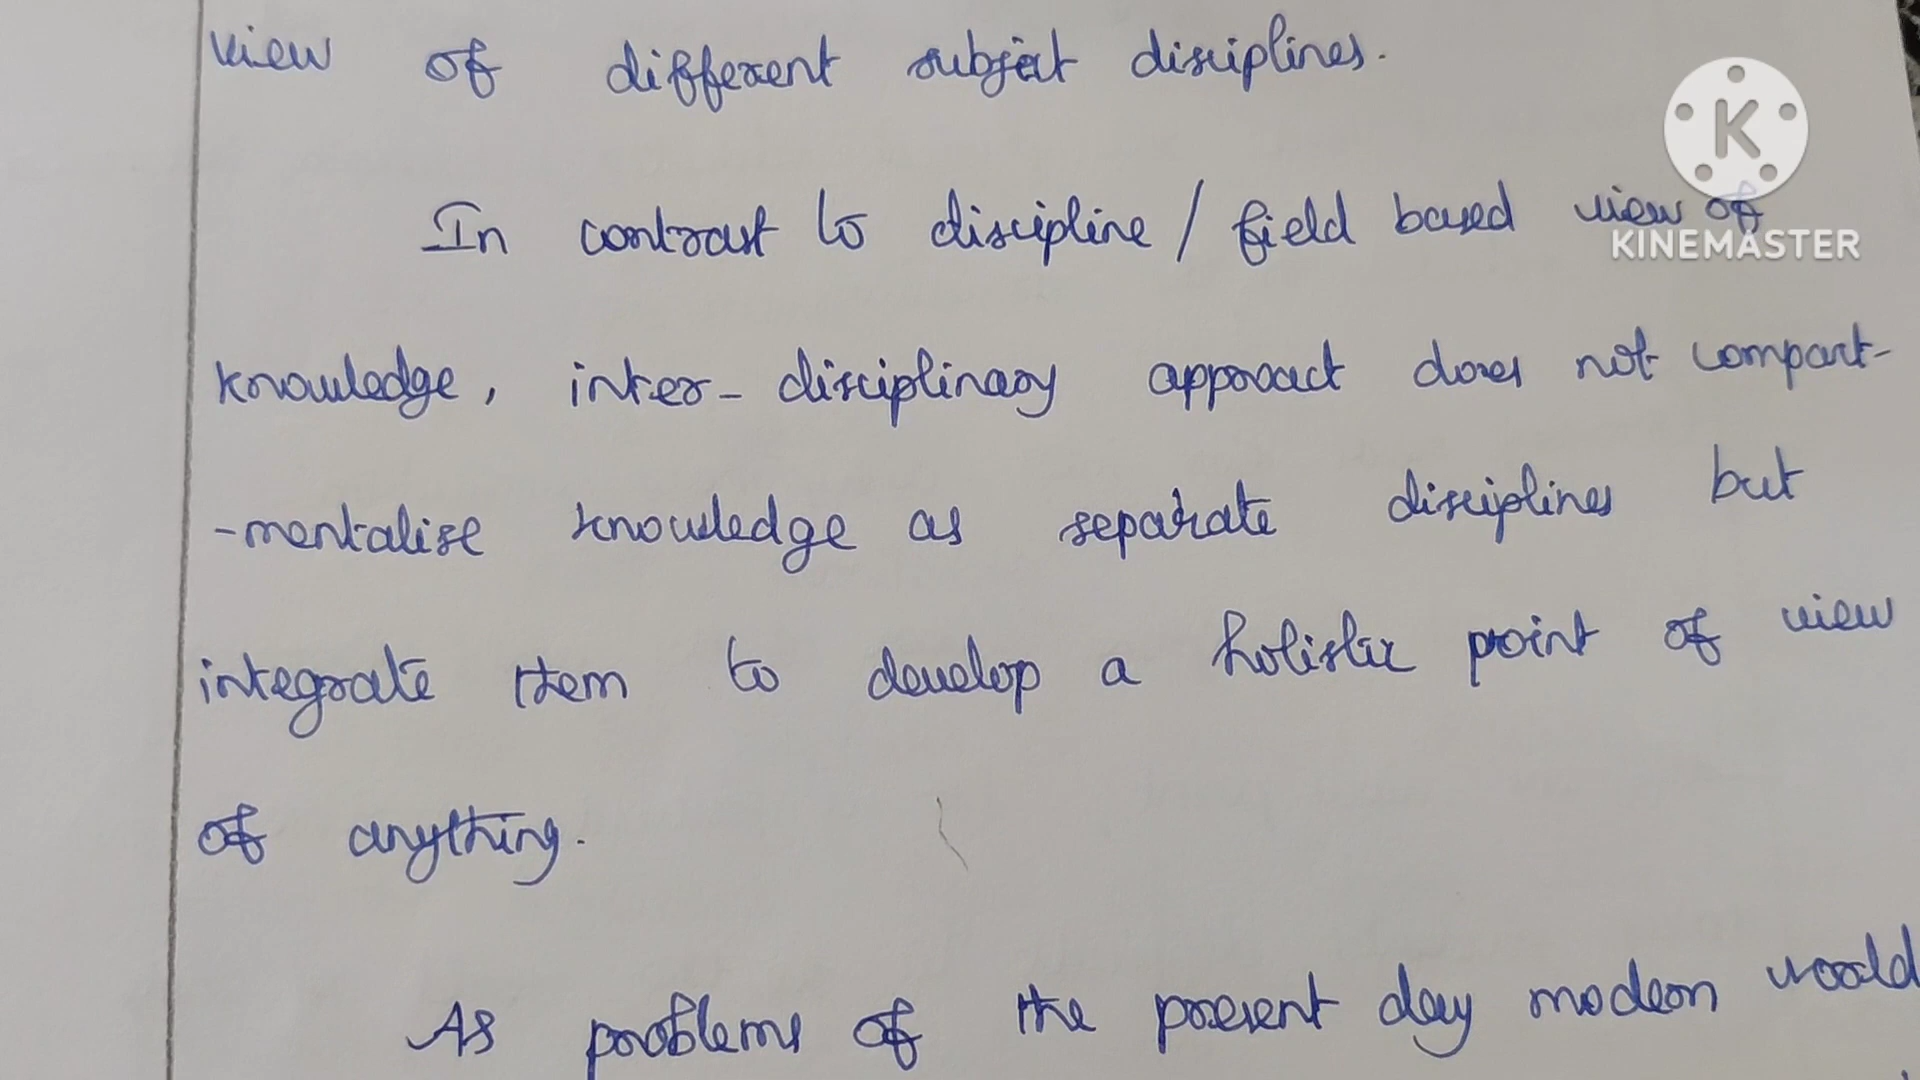 view of different subject disciplines.
K
In contrast to discipline / field based view of
KINEMASTER
knowledge, inter-disciplinary approact does not compart-
-mentalise knowledge as separate disciplines but
integrate them to develop a holistic point of view
of anything.
As problems of the present day modern world